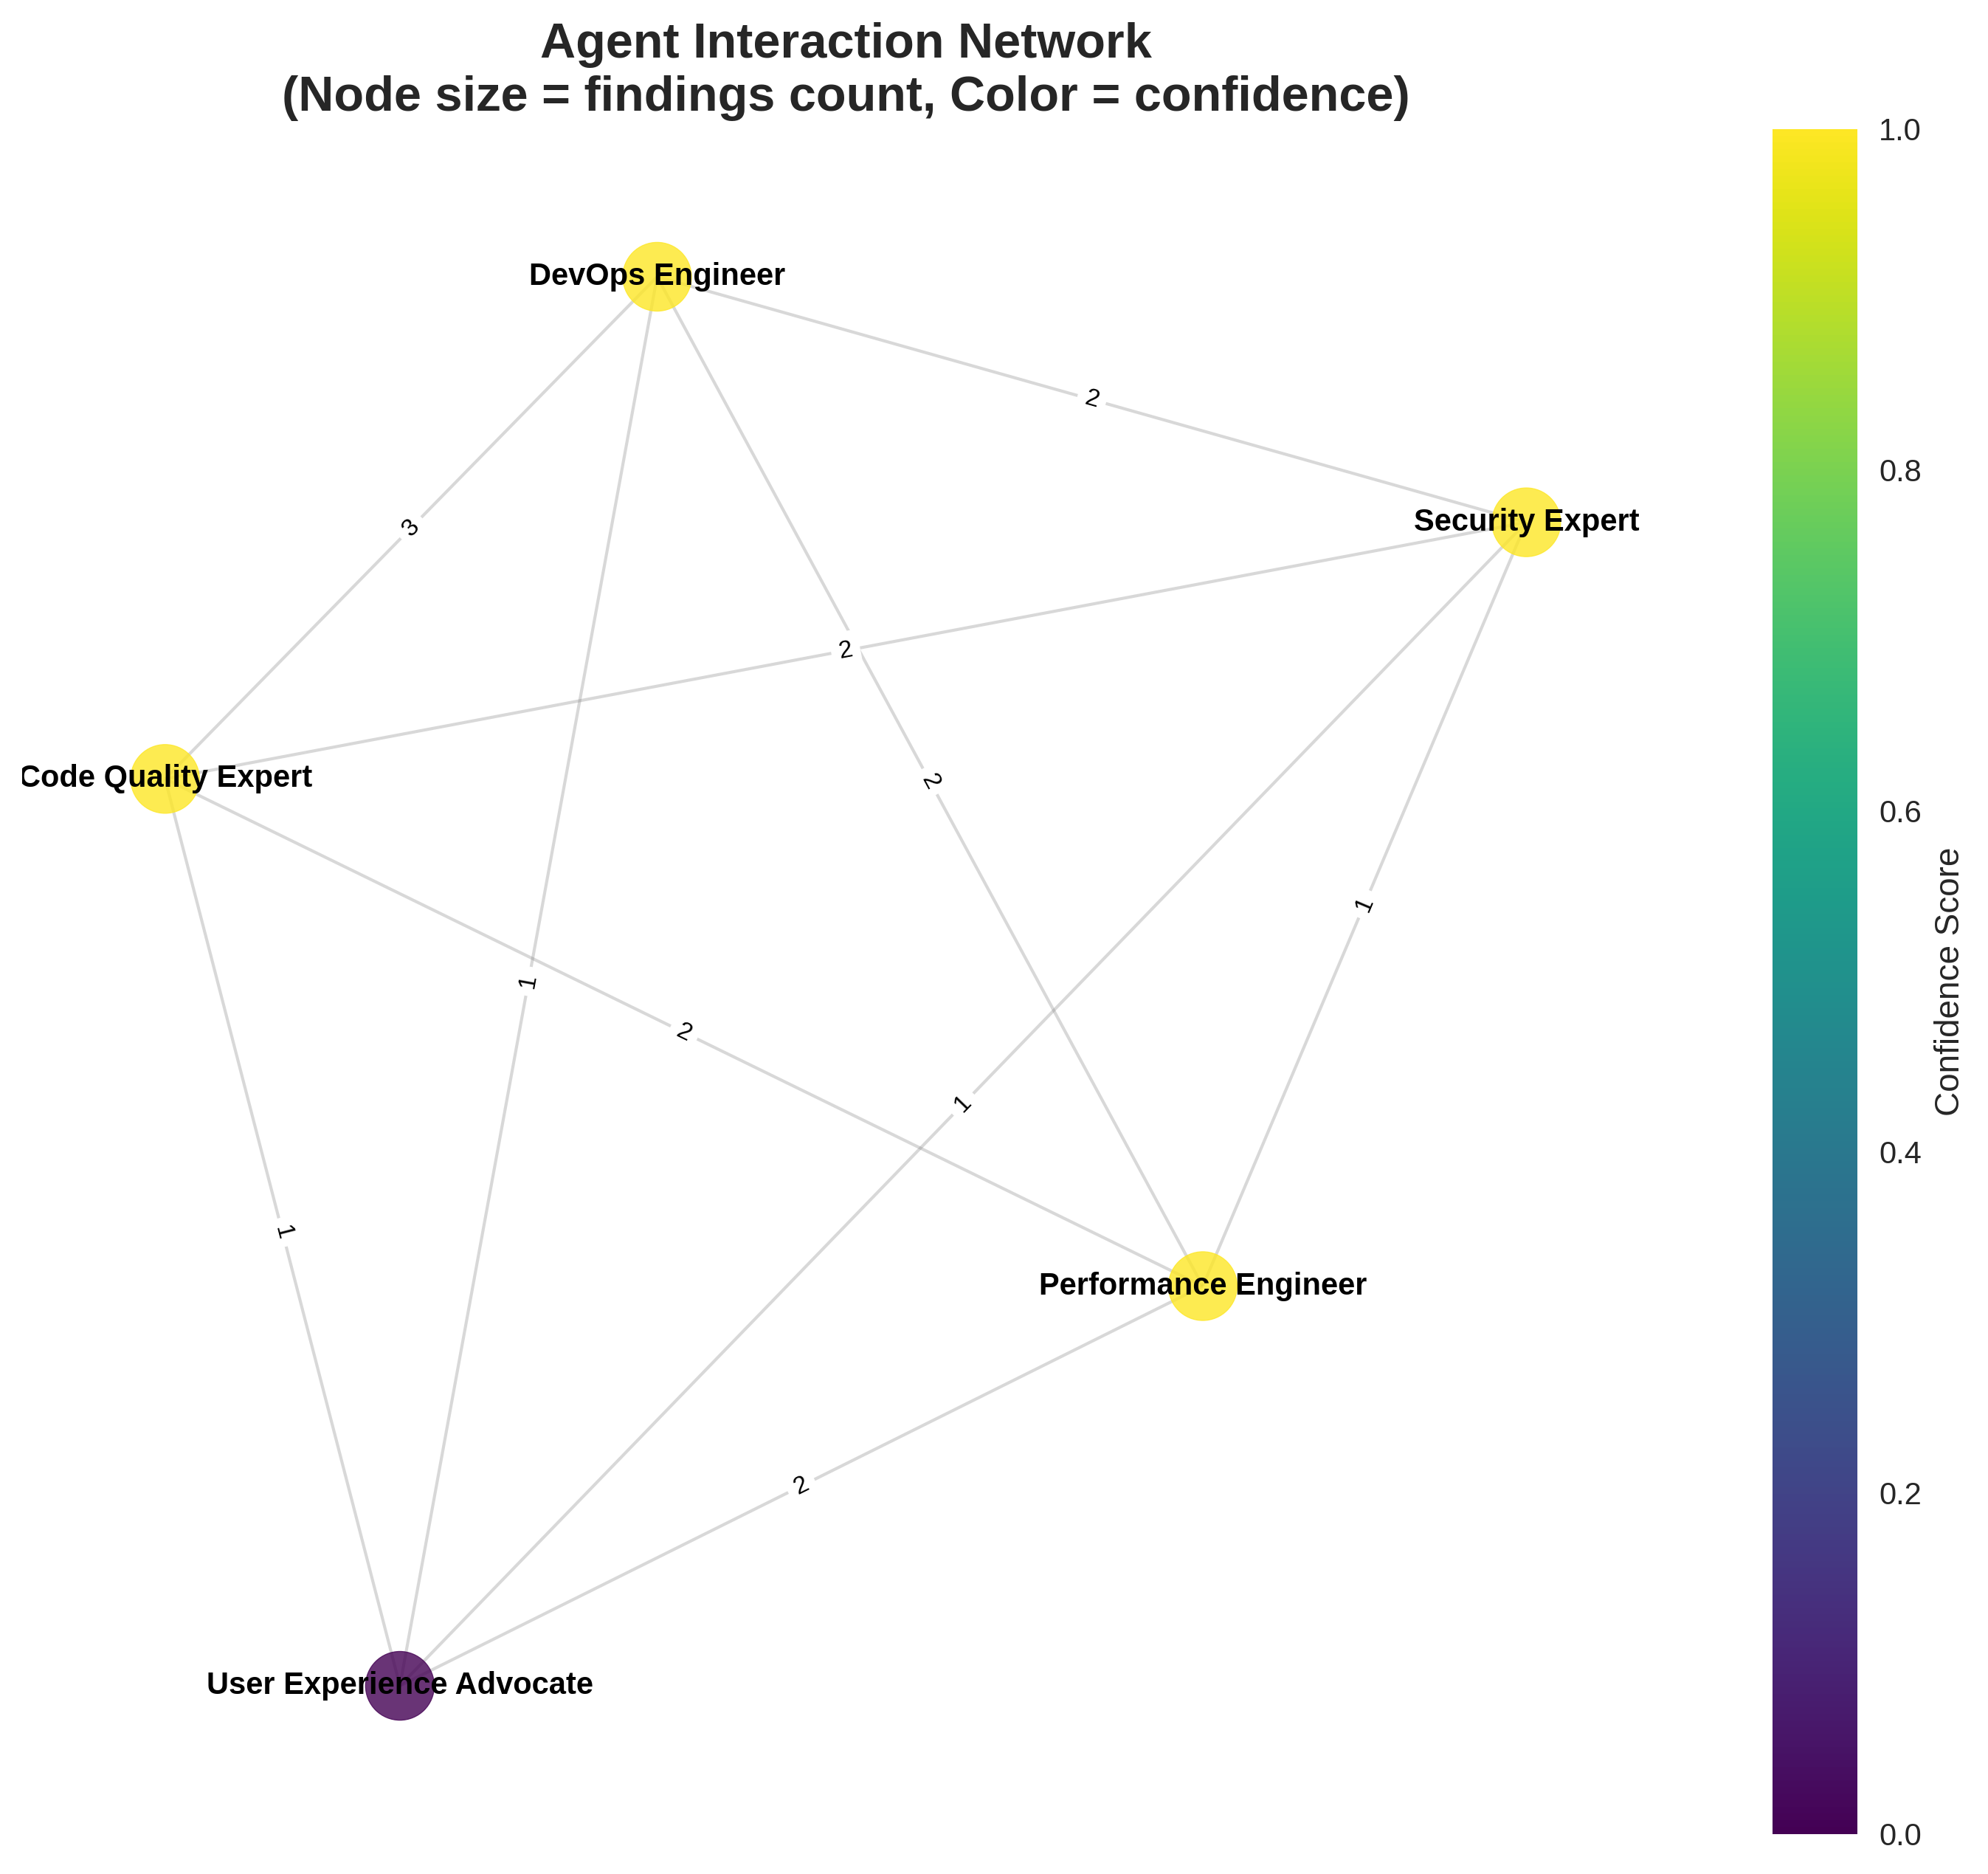 Agent Interaction Network
(Node size = findings count, Color = confidence)
1.0
DevOps Engineer
2
0.8
Security Expert
3
2
Code Quality Expert
2
0.6
1
Confidence Score
1
2
1
0.4
1
Performance Engineer
2
0.2
User Experience Advocate
0.0